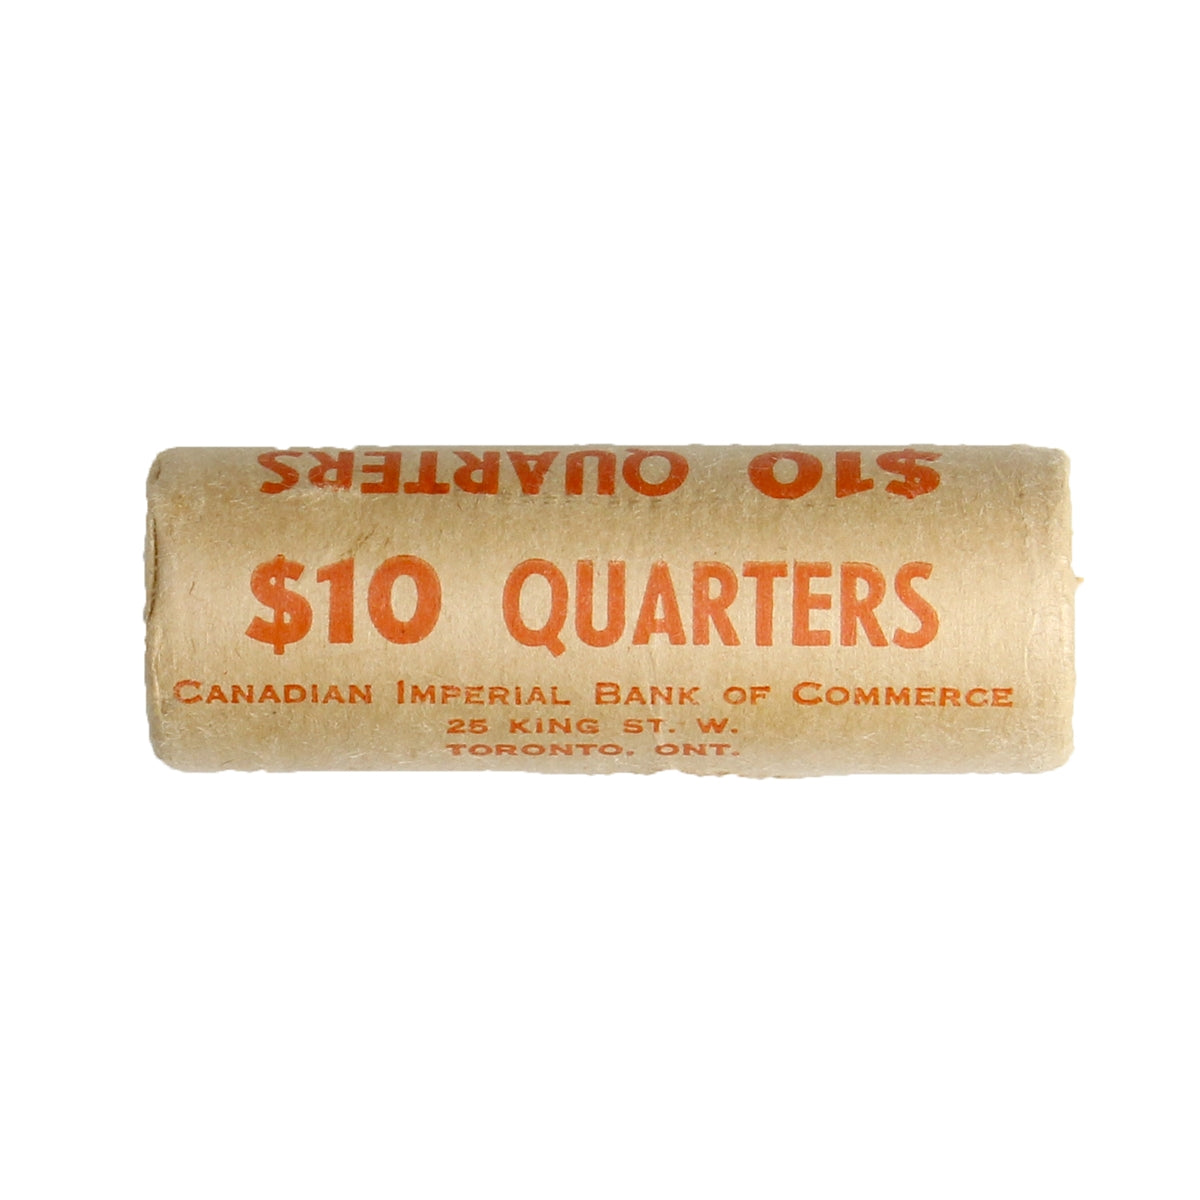 $10 QUARTERS
$10 QUARTERS
CANADIAN IMPERIAL BANK OF COMMERCE
25 KING ST. W.
TORONTO, ONT.